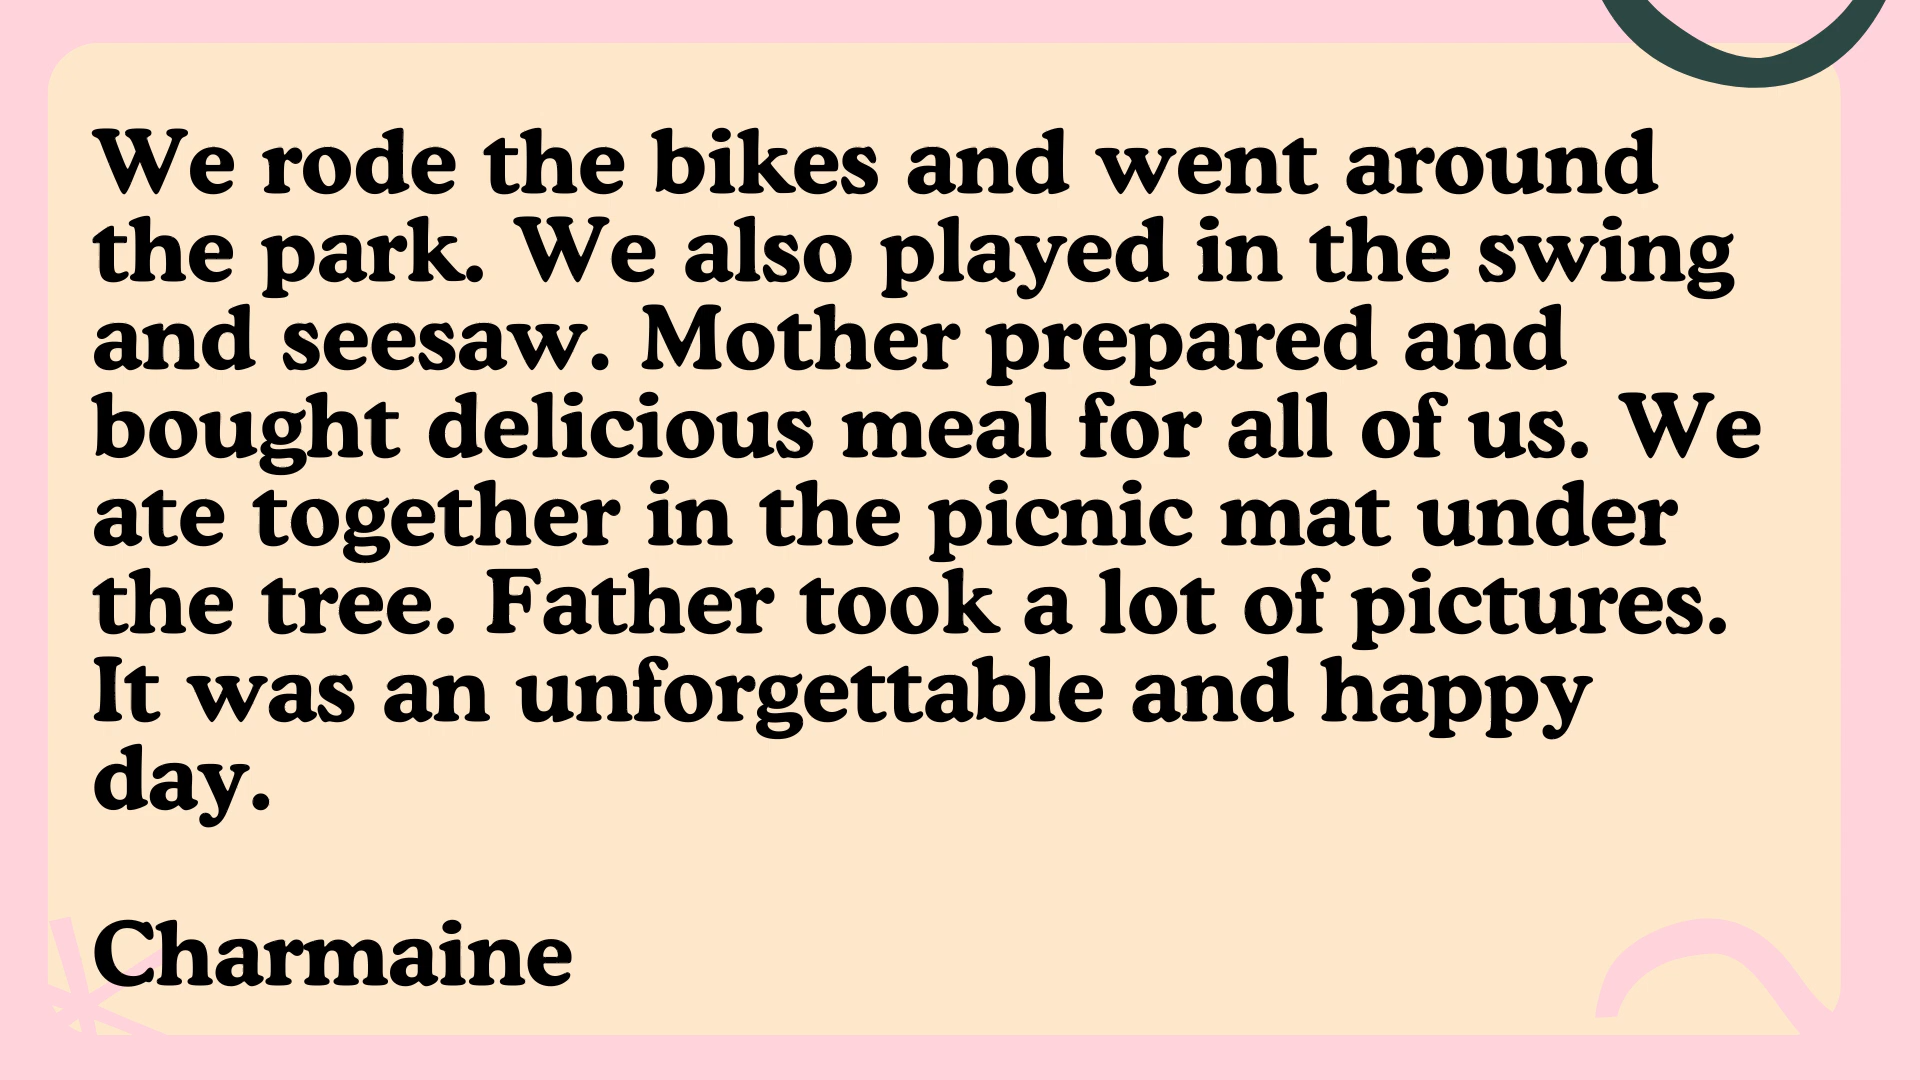 We rode the bikes and went around
the park. We also played in the swing
and seesaw. Mother prepared and
bought delicious meal for all of us. We
ate together in the picnic mat under
the tree. Father took a lot of pictures.
It was an unforgettable and happy
day.
Charmaine